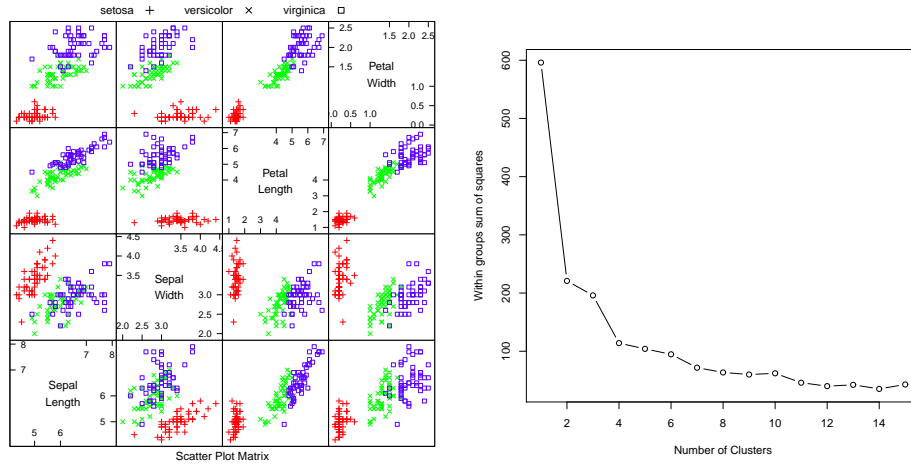 setosa + versicolor × virginica □
1.5 2.0 2.5
2.5
2.0
1.5
Petal
Width
1.0
0.5
0.0
0.0 0.5 1.0
7
6
5
4
4 5 6 7
Petal
Length
4
3
2
1
1 2 3 4
4.5
4.0
3.5
3.5 4.0
Sepal
Width
3.0
2.5
2.0
2.0 2.5 3.0
8
7
6
5
7 8
8
7
Sepal
Length
6
5
5 6
Scatter Plot Matrix
Within groups sum of squares
600
500
400
300
200
100
2 4 6 8 10 12 14
Number of Clusters